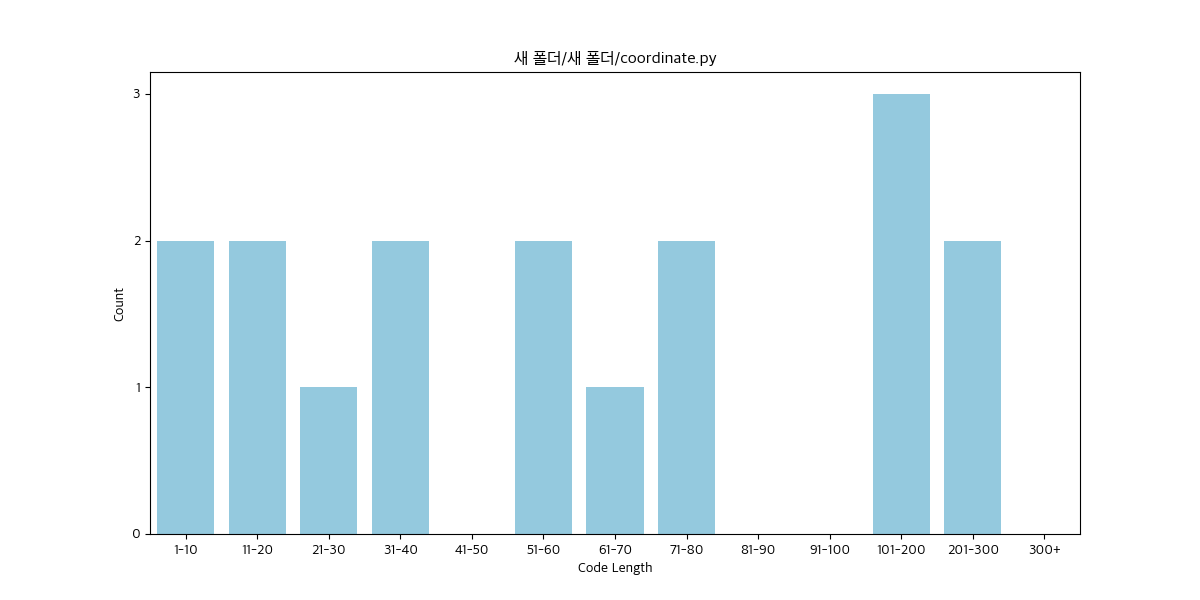 새 폴더/새 폴더/coordinate.py
3
2
1
0
Count
1-10 11-20 21-30 31-40 41-50 51-60 61-70 71-80 81-90 91-100 101-200 201-300 300+
Code Length